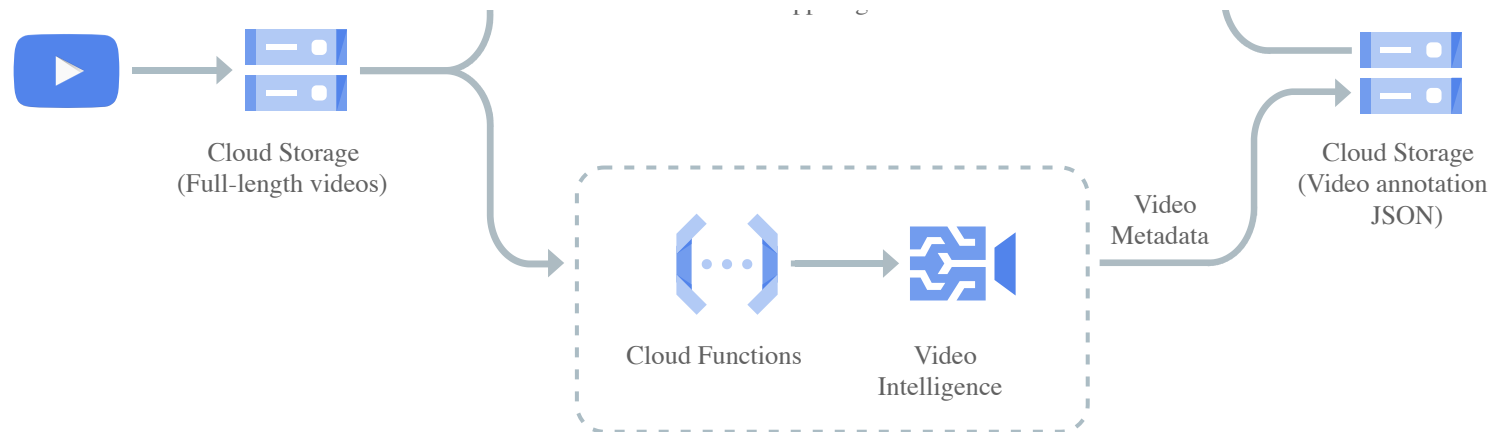 Cloud Storage
(Full-length videos)
Cloud Storage
(Video annotation
JSON)
Video
Metadata
Cloud Functions
Video
Intelligence